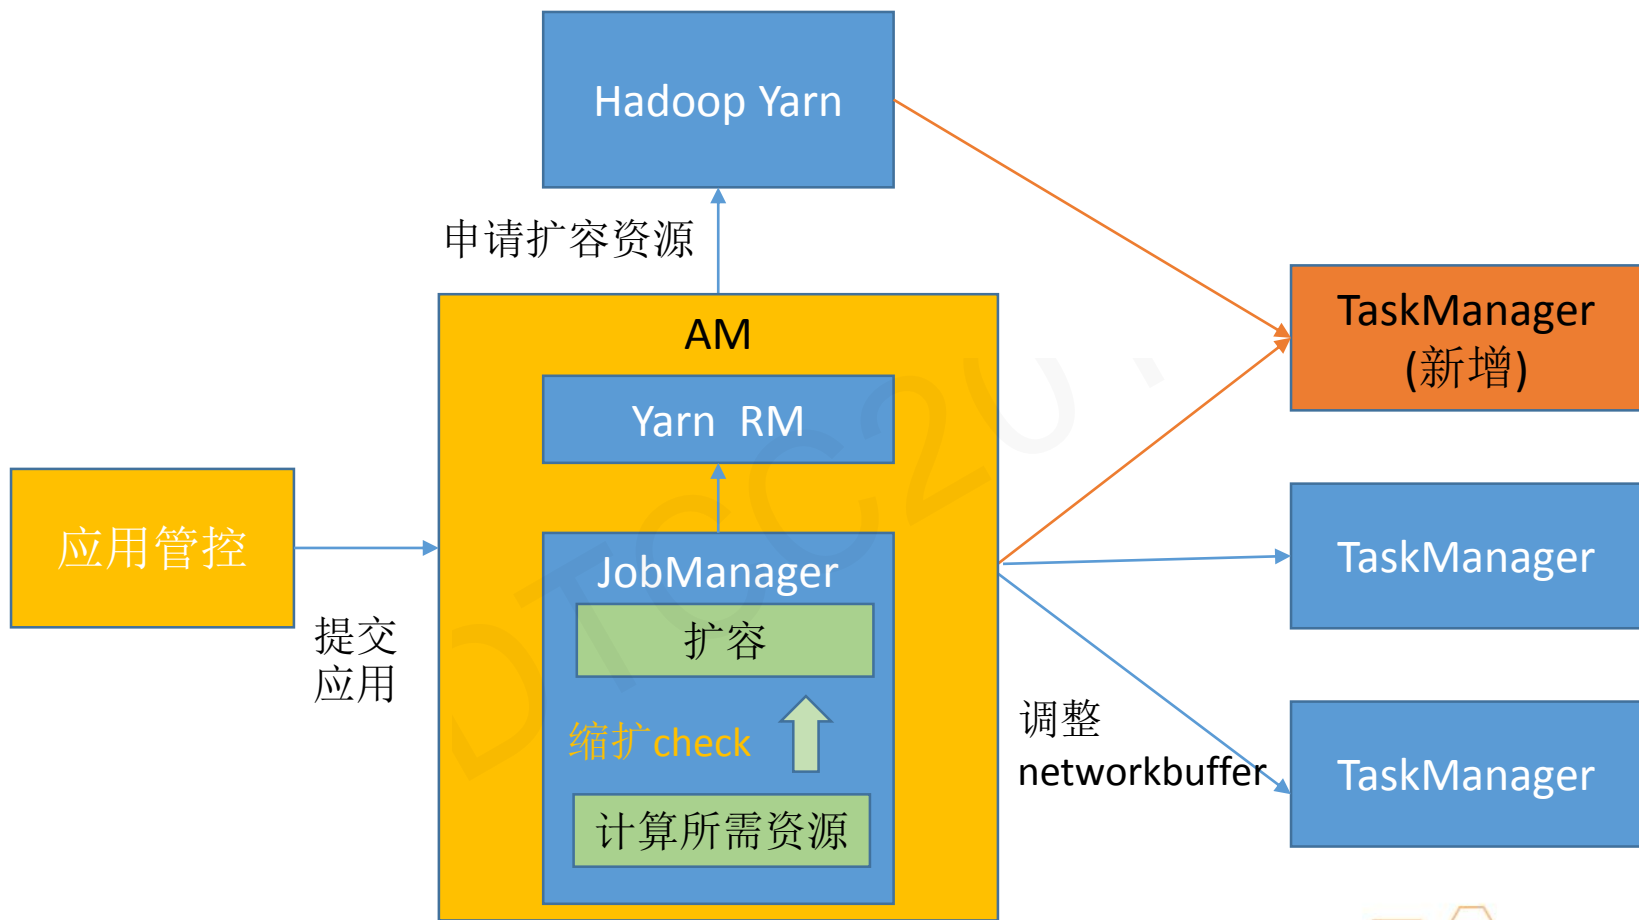 Hadoop Yarn
申请扩容资源
AM
Yarn RM
JobManager
扩容
缩扩check
计算所需资源
应用管控
提交
应用
TaskManager
(新增)
TaskManager
TaskManager
调整
networkbuffer
DTCC201